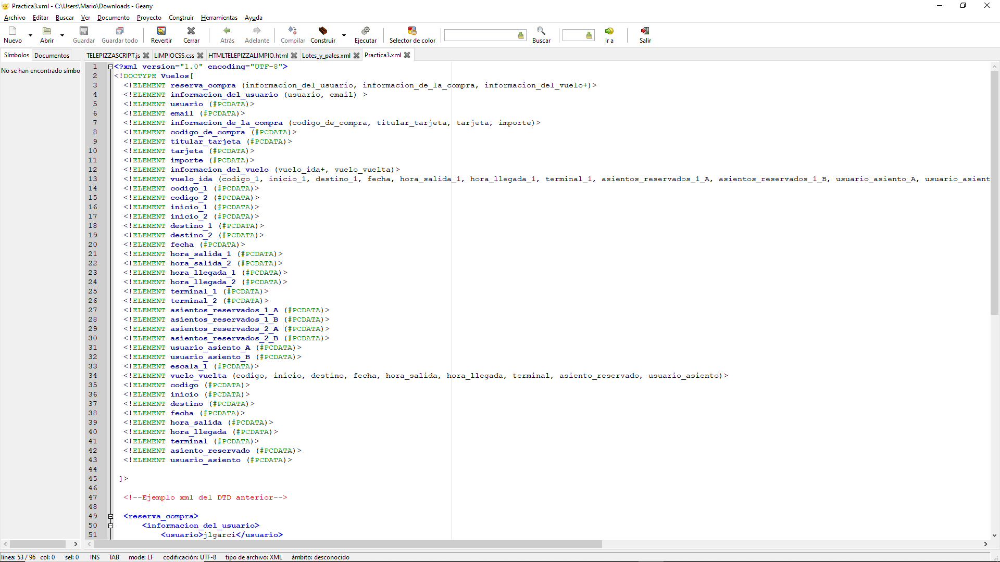 Practica3.xml - C:\Users\Mario\Downloads - Geany
Archivo Editar Buscar Ver Documento Proyecto Construir Herramientas Ayuda
Nuevo Abrir Guardar Guardar todo Revertir Cerrar Atrás Adelante Compilar Construir Ejecutar Selector de color Buscar Ir a Salir
Símbolos Documentos TELEPIZZASCRIPT.js LIMPIOCSS.css HTMLTELEPIZZALIMPIO.html Lotes_y_pales.xml Practica3.xml
No se han encontrado símbo
1 <?xml version="1.0" encoding="UTF-8">
2 <!DOCTYPE Vuelos[
3 <!ELEMENT reserva_compra (informacion_del_usuario, informacion_de_la_compra, informacion_del_vuelo+)>
4 <!ELEMENT informacion_del_usuario (usuario, email) >
5 <!ELEMENT usuario (#PCDATA)>
6 <!ELEMENT email (#PCDATA)>
7 <!ELEMENT informacion_de_la_compra (codigo_de_compra, titular_tarjeta, tarjeta, importe)>
8 <!ELEMENT codigo_de_compra (#PCDATA)>
9 <!ELEMENT titular_tarjeta (#PCDATA)>
10 <!ELEMENT tarjeta (#PCDATA)>
11 <!ELEMENT importe (#PCDATA)>
12 <!ELEMENT informacion_del_vuelo (vuelo_ida+, vuelo_vuelta)>
13 <!ELEMENT vuelo_ida (codigo_1, inicio_1, destino_1, fecha, hora_salida_1, hora_llegada_1, terminal_1, asientos_reservados_1_A, asientos_reservados_1_B, usuario_asiento_A, usuario_asient
14 <!ELEMENT codigo_1 (#PCDATA)>
15 <!ELEMENT codigo_2 (#PCDATA)>
16 <!ELEMENT inicio_1 (#PCDATA)>
17 <!ELEMENT inicio_2 (#PCDATA)>
18 <!ELEMENT destino_1 (#PCDATA)>
19 <!ELEMENT destino_2 (#PCDATA)>
20 <!ELEMENT fecha (#PCDATA)>
21 <!ELEMENT hora_salida_1 (#PCDATA)>
22 <!ELEMENT hora_salida_2 (#PCDATA)>
23 <!ELEMENT hora_llegada_1 (#PCDATA)>
24 <!ELEMENT hora_llegada_2 (#PCDATA)>
25 <!ELEMENT terminal_1 (#PCDATA)>
26 <!ELEMENT terminal_2 (#PCDATA)>
27 <!ELEMENT asientos_reservados_1_A (#PCDATA)>
28 <!ELEMENT asientos_reservados_1_B (#PCDATA)>
29 <!ELEMENT asientos_reservados_2_A (#PCDATA)>
30 <!ELEMENT asientos_reservados_2_B (#PCDATA)>
31 <!ELEMENT usuario_asiento_A (#PCDATA)>
32 <!ELEMENT usuario_asiento_B (#PCDATA)>
33 <!ELEMENT escala_1 (#PCDATA)>
34 <!ELEMENT vuelo_vuelta (codigo, inicio, destino, fecha, hora_salida, hora_llegada, terminal, asiento_reservado, usuario_asiento)>
35 <!ELEMENT codigo (#PCDATA)>
36 <!ELEMENT inicio (#PCDATA)>
37 <!ELEMENT destino (#PCDATA)>
38 <!ELEMENT fecha (#PCDATA)>
39 <!ELEMENT hora_salida (#PCDATA)>
40 <!ELEMENT hora_llegada (#PCDATA)>
41 <!ELEMENT terminal (#PCDATA)>
42 <!ELEMENT asiento_reservado (#PCDATA)>
43 <!ELEMENT usuario_asiento (#PCDATA)>
44
45 ]>
46
47 <!--Ejemplo xml del DTD anterior-->
48
49 <reserva_compra>
50 <informacion_del_usuario>
51 <usuario>jlgarci</usuario>
línea: 53 / 96 col: 0 sel: 0 INS TAB mode: LF codificación: UTF-8 tipo de archivo: XML ámbito: desconocido